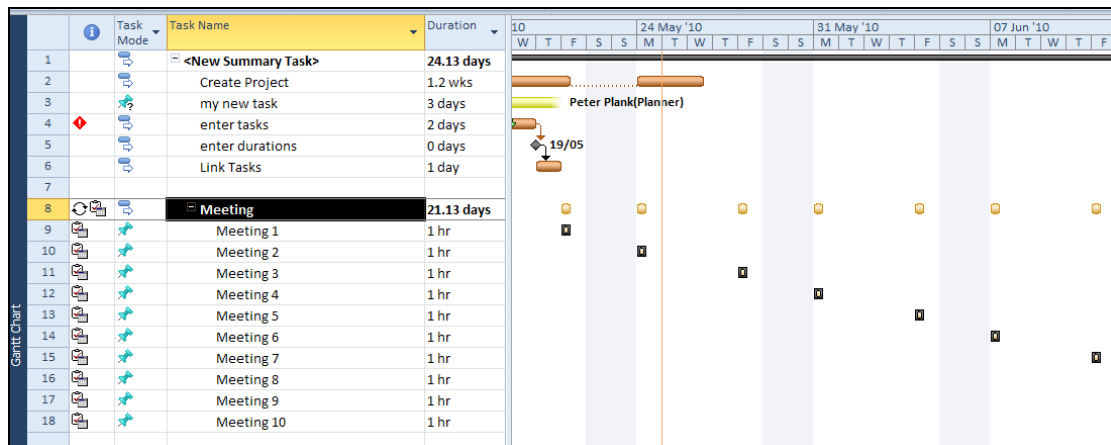 Task Mode Task Name Duration
10 24 May '10 31 May '10 07 Jun '10
W T F S S M T W T F S S M T W T F S S M T W T F
1 <New Summary Task> 24.13 days
2 Create Project 1.2 wks
3 my new task 3 days Peter Plank(Planner)
4 enter tasks 2 days
5 enter durations 0 days 19/05
6 Link Tasks 1 day
7
8 Meeting 21.13 days
9 Meeting 1 1 hr
10 Meeting 2 1 hr
11 Meeting 3 1 hr
12 Meeting 4 1 hr
13 Meeting 5 1 hr
14 Meeting 6 1 hr
15 Meeting 7 1 hr
16 Meeting 8 1 hr
17 Meeting 9 1 hr
18 Meeting 10 1 hr
Gantt Chart